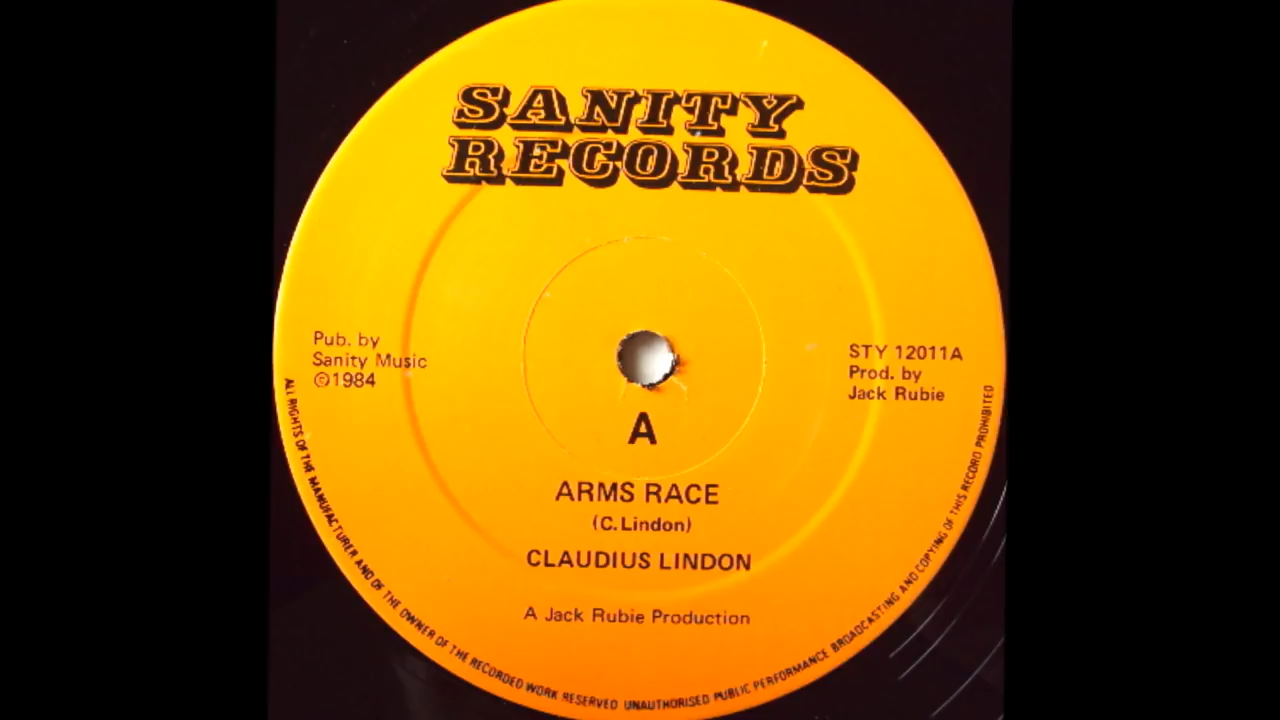 SANITY
RECORDS
Pub. by
Sanity Music
©1984
STY 12011A
Prod. by
Jack Rubie
A
ARMS RACE
(C. Lindon)
CLAUDIUS LINDON
A Jack Rubie Production
ALL RIGHTS OF THE MANUFACTURER AND OF THE OWNER OF THE RECORDED WORK RESERVED UNAUTHORISED PUBLIC PERFORMANCE BROADCASTING AND COPYING OF THIS RECORD PROHIBITED